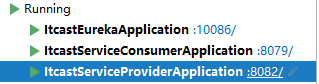 Running
ItcastEurekaApplication :10086/
ItcastServiceConsumerApplication :8079/
ItcastServiceProviderApplication :8082/